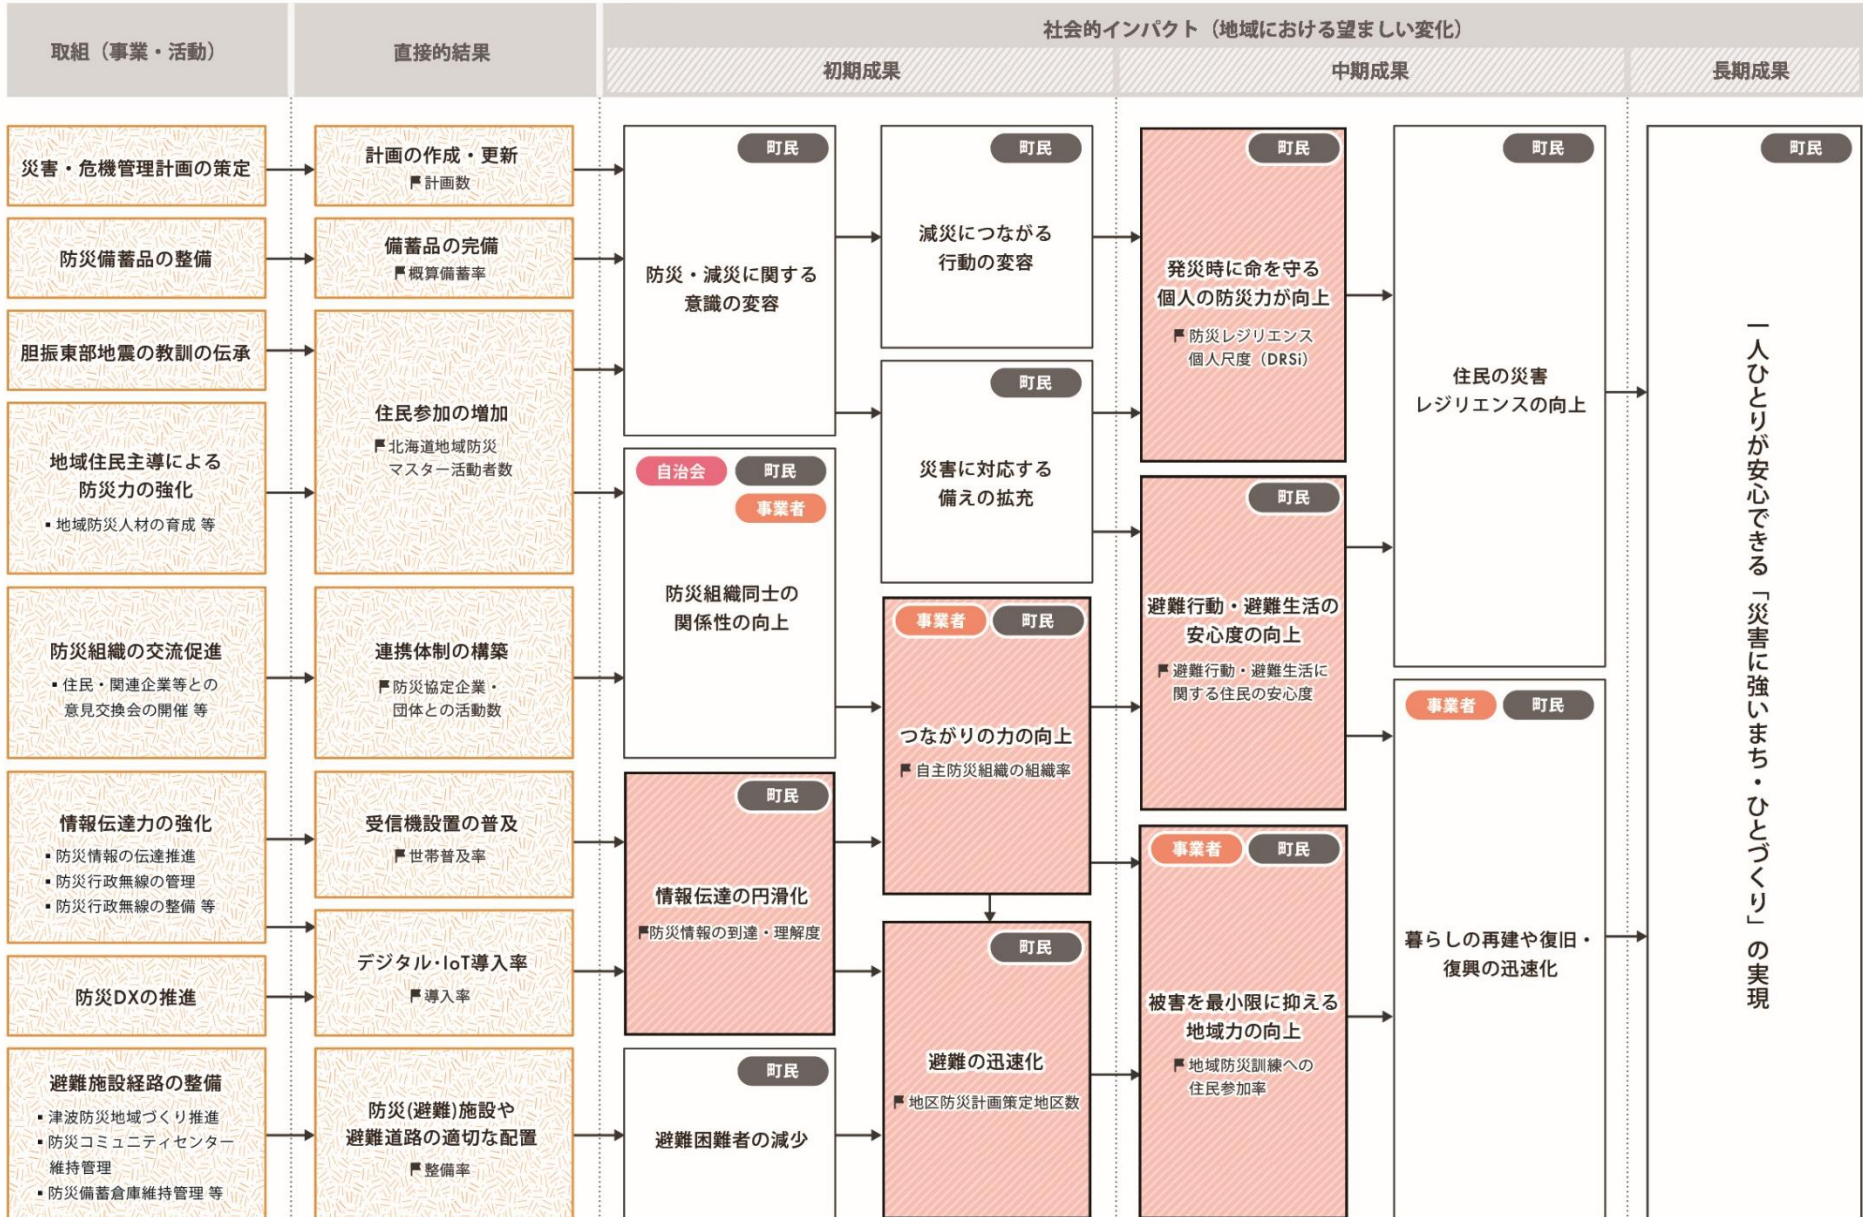 取組（事業・活動）
直接的結果
社会的インパクト（地域における望ましい変化）
初期成果
中期成果
長期成果
災害・危機管理計画の策定
防災備蓄品の整備
胆振東部地震の教訓の伝承
地域住民主導による
防災力の強化
▪ 地域防災人材の育成 等
防災組織の交流促進
▪ 住民・関連企業等との
意見交換会の開催 等
情報伝達力の強化
▪ 防災情報の伝達推進
▪ 防災行政無線の管理
▪ 防災行政無線の整備 等
防災DXの推進
避難施設経路の整備
▪ 津波防災地域づくり推進
▪ 防災コミュニティセンター
維持管理
▪ 防災備蓄倉庫維持管理 等
計画の作成・更新
計画数
備蓄品の完備
概算備蓄率
住民参加の増加
北海道地域防災
マスター活動者数
連携体制の構築
防災協定企業・
団体との活動数
受信機設置の普及
世帯普及率
デジタル・IoT導入率
導入率
防災(避難)施設や
避難道路の適切な配置
整備率
町民
防災・減災に関する
意識の変容
自治会
町民
事業者
防災組織同士の
関係性の向上
町民
情報伝達の円滑化
防災情報の到達・理解度
町民
避難困難者の減少
町民
減災につながる
行動の変容
町民
災害に対応する
備えの拡充
事業者
町民
つながりの力の向上
自主防災組織の組織率
町民
避難の迅速化
地区防災計画策定地区数
町民
発災時に命を守る
個人の防災力が向上
防災レジリエンス
個人尺度（DRSi）
町民
避難行動・避難生活の
安心度の向上
避難行動・避難生活に
関する住民の安心度
事業者
町民
被害を最小限に抑える
地域力の向上
地域防災訓練への
住民参加率
町民
住民の災害
レジリエンスの向上
事業者
町民
暮らしの再建や復旧・
復興の迅速化
町民
一人ひとりが安心できる「災害に強いまち・ひとづくり」の実現